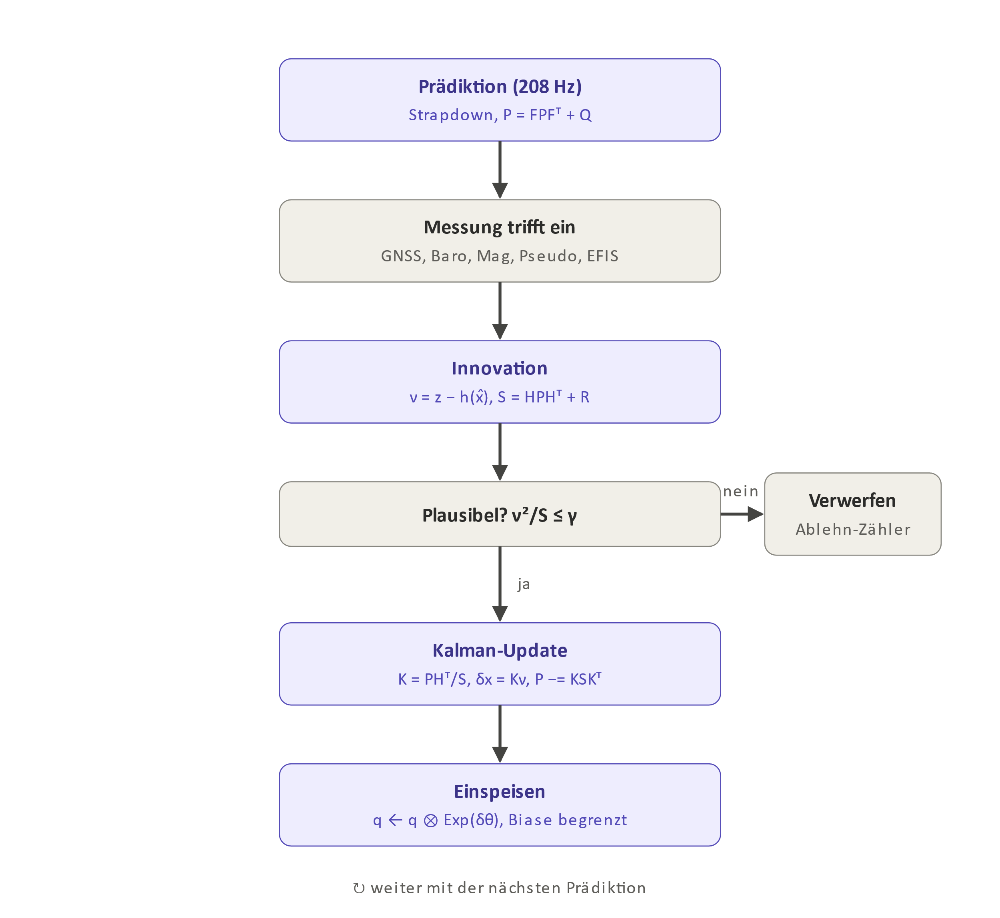 Prädiktion (208 Hz)
Strapdown, P = FPFᵀ + Q
Messung trifft ein
GNSS, Baro, Mag, Pseudo, EFIS
Innovation
ν = z − h(x̂), S = HPHᵀ + R
Plausibel? ν²/S ≤ γ
nein
Verwerfen
Ablehn-Zähler
ja
Kalman-Update
K = PHᵀ/S, δx = Kν, P −= KSKᵀ
Einspeisen
q ← q ⊗ Exp(δθ), Biase begrenzt
↻ weiter mit der nächsten Prädiktion